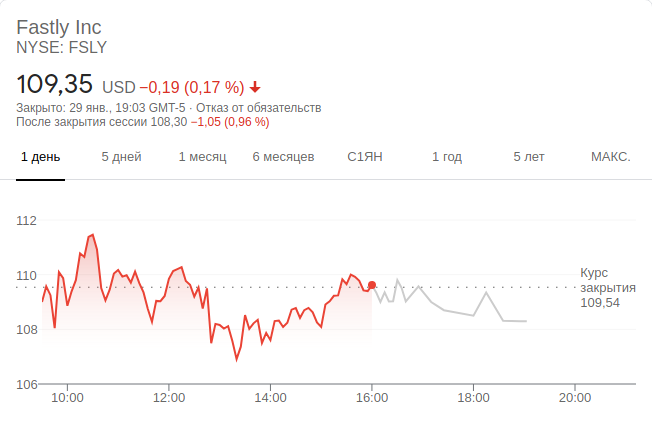 Fastly Inc
NYSE: FSLY
109,35 USD −0,19 (0,17 %)
Закрыто: 29 янв., 19:03 GMT-5 · Отказ от обязательств
После закрытия сессии 108,30 −1,05 (0,96 %)
1 день 5 дней 1 месяц 6 месяцев С1ЯН 1 год 5 лет МАКС.
112
110
108
106
Курс
закрытия
109,54
10:00 12:00 14:00 16:00 18:00 20:00